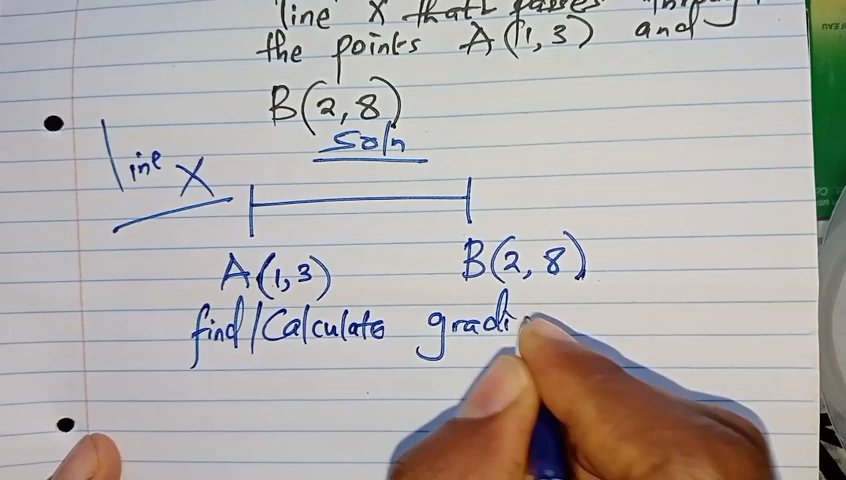 line X that passes
the points A(1,3) and
B(2,8)
Soln
line X
A(1,3) B(2,8)
find/Calculate gradi